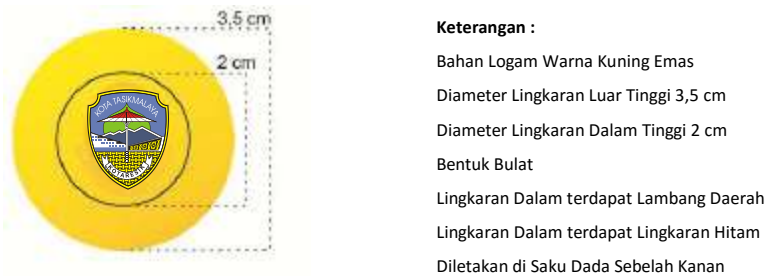 3,5 cm
2 cm
KOTA TASIKMALAYA
Keterangan :
Bahan Logam Warna Kuning Emas
Diameter Lingkaran Luar Tinggi 3,5 cm
Diameter Lingkaran Dalam Tinggi 2 cm
Bentuk Bulat
Lingkaran Dalam terdapat Lambang Daerah
Lingkaran Dalam terdapat Lingkaran Hitam
Diletakan di Saku Dada Sebelah Kanan